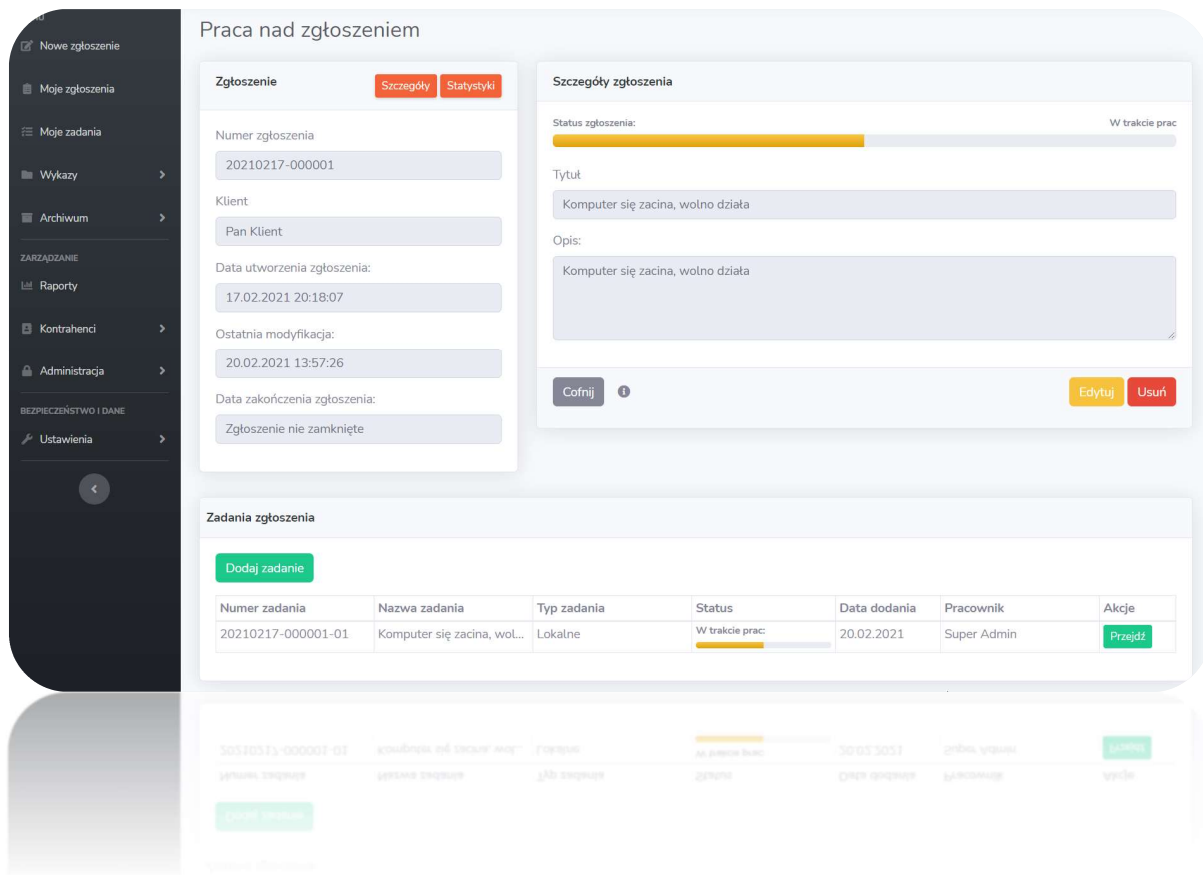 Nowe zgłoszenie
Moje zgłoszenia
Moje zadania
Wykazy
Archiwum
ZARZĄDZANIE
Raporty
Kontrahenci
Administracja
BEZPIECZEŃSTWO I DANE
Ustawienia
Praca nad zgłoszeniem
Zgłoszenie
Szczegóły
Statystyki
Numer zgłoszenia
20210217-000001
Klient
Pan Klient
Data utworzenia zgłoszenia:
17.02.2021 20:18:07
Ostatnia modyfikacja:
20.02.2021 13:57:26
Data zakończenia zgłoszenia:
Zgłoszenie nie zamknięte
Szczegóły zgłoszenia
Status zgłoszenia: W trakcie prac
Tytuł
Komputer się zacina, wolno działa
Opis:
Komputer się zacina, wolno działa
Cofnij
Edytuj
Usuń
Zadania zgłoszenia
Dodaj zadanie
Numer zadania Nazwa zadania Typ zadania Status Data dodania Pracownik Akcje
20210217-000001-01 Komputer się zacina, wol... Lokalne W trakcie prac: 20.02.2021 Super Admin Przejdź